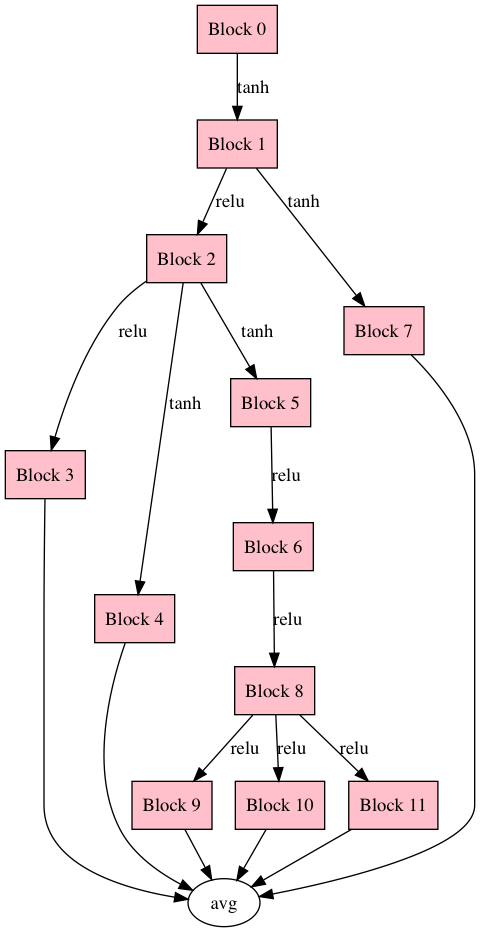 Block 0
tanh
Block 1
relu
tanh
Block 2
Block 7
relu
tanh
Block 5
tanh
Block 3
relu
Block 6
Block 4
relu
Block 8
relu
relu
relu
Block 9
Block 10
Block 11
avg